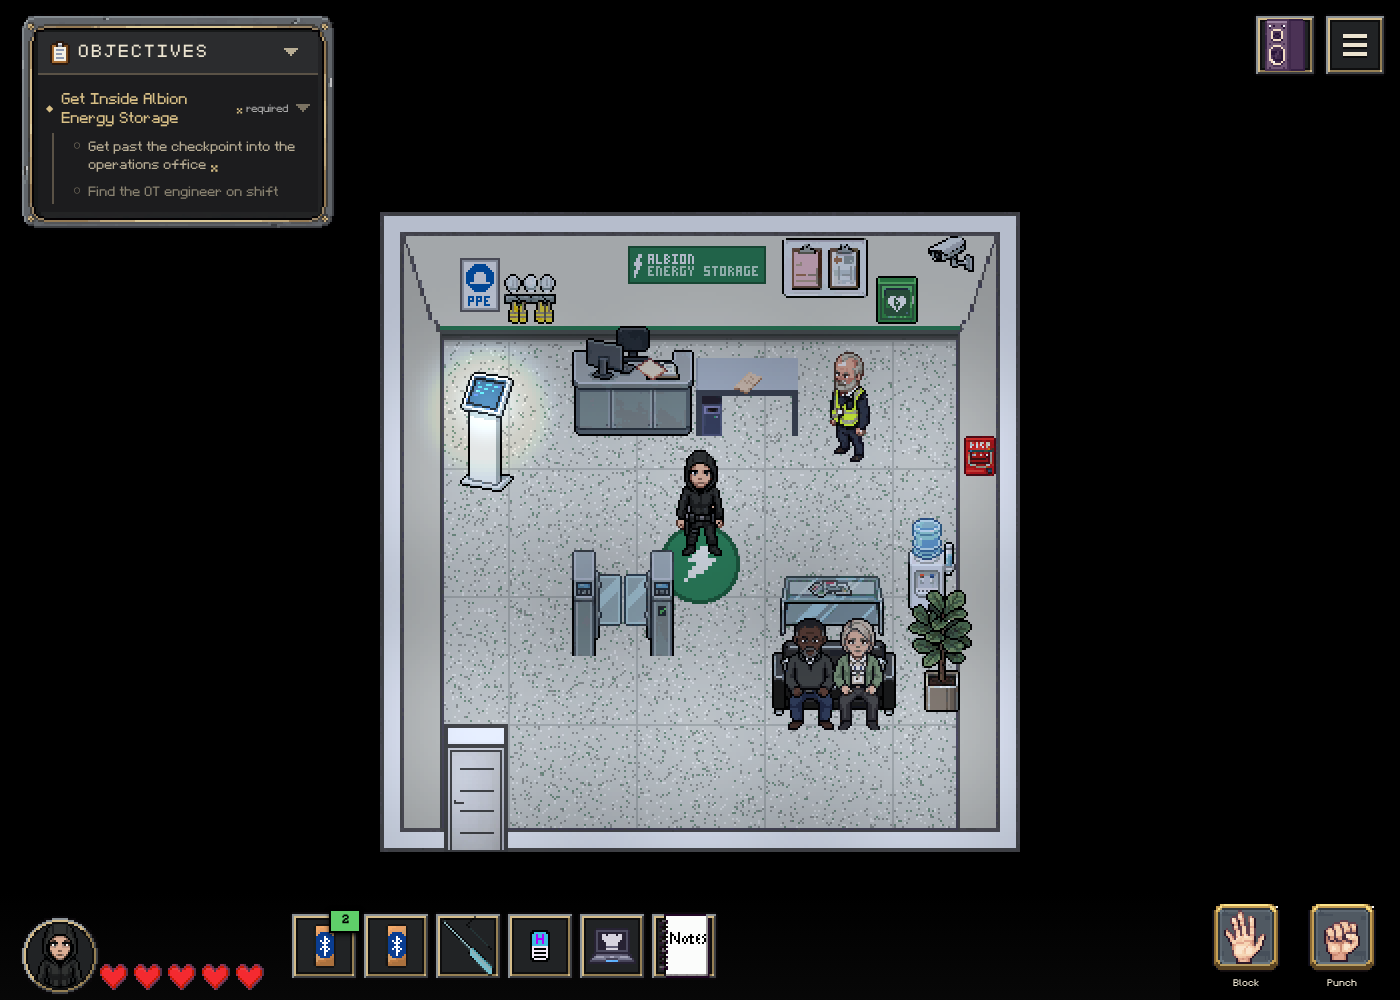 OBJECTIVES
Get Inside Albion
Energy Storage
required
Get past the checkpoint into the
operations office
Find the OT engineer on shift
ALBION
ENERGY STORAGE
PPE
FIRE
2
H
Notes
Block
Punch